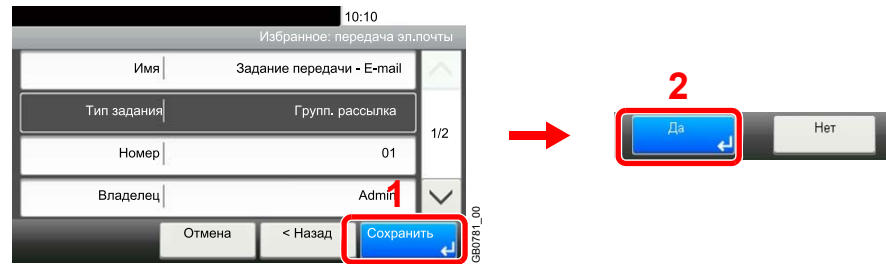 10:10
Избранное: передача эл.почты
Имя Задание передачи - E-mail
Тип задания Групп. рассылка
1/2
Номер 01
Владелец Admin
1
Отмена < Назад Сохранить
GB0781_00
2
Да Нет